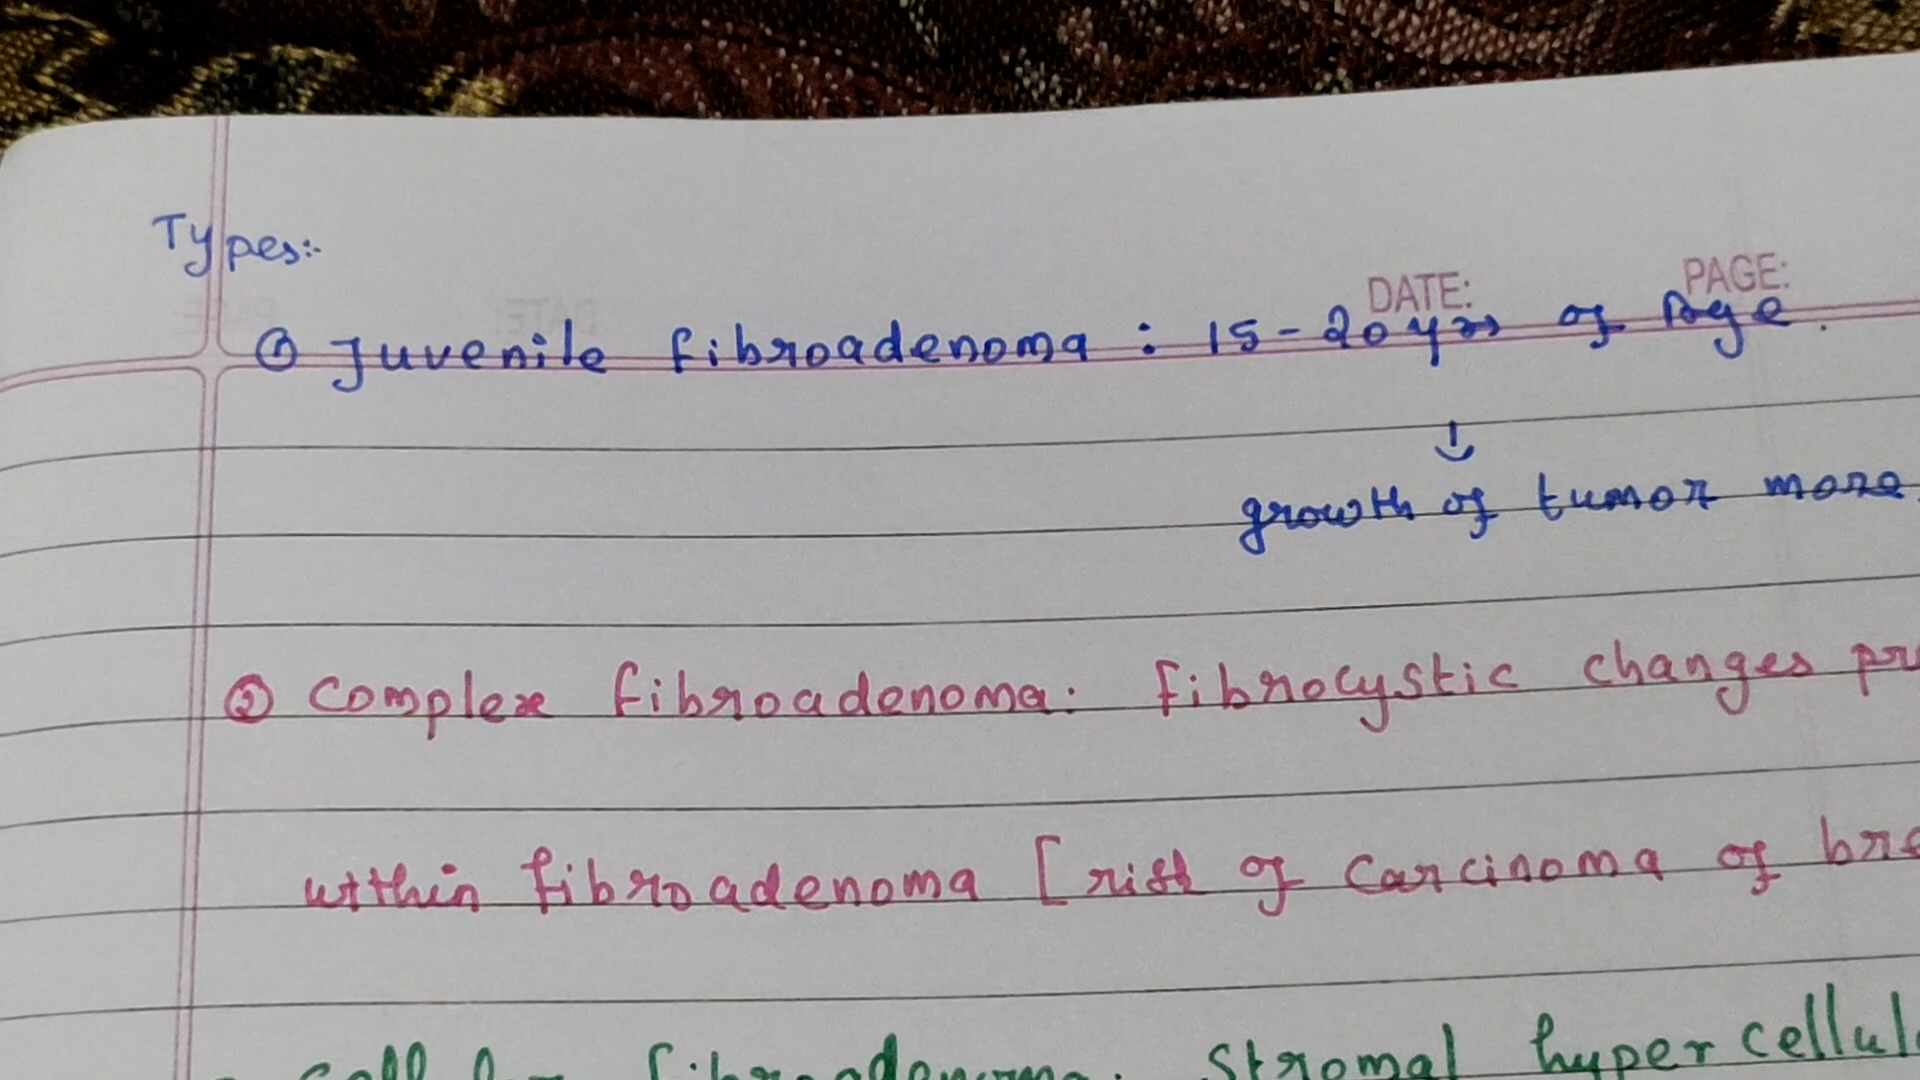 Types:-
DATE: PAGE:
① Juvenile fibroadenoma : 15-20 yrs of Age.
↓
growth of tumor more
② Complex fibroadenoma: fibrocystic changes
within fibroadenoma [risk of carcinoma of
fibroadenoma: Stromal